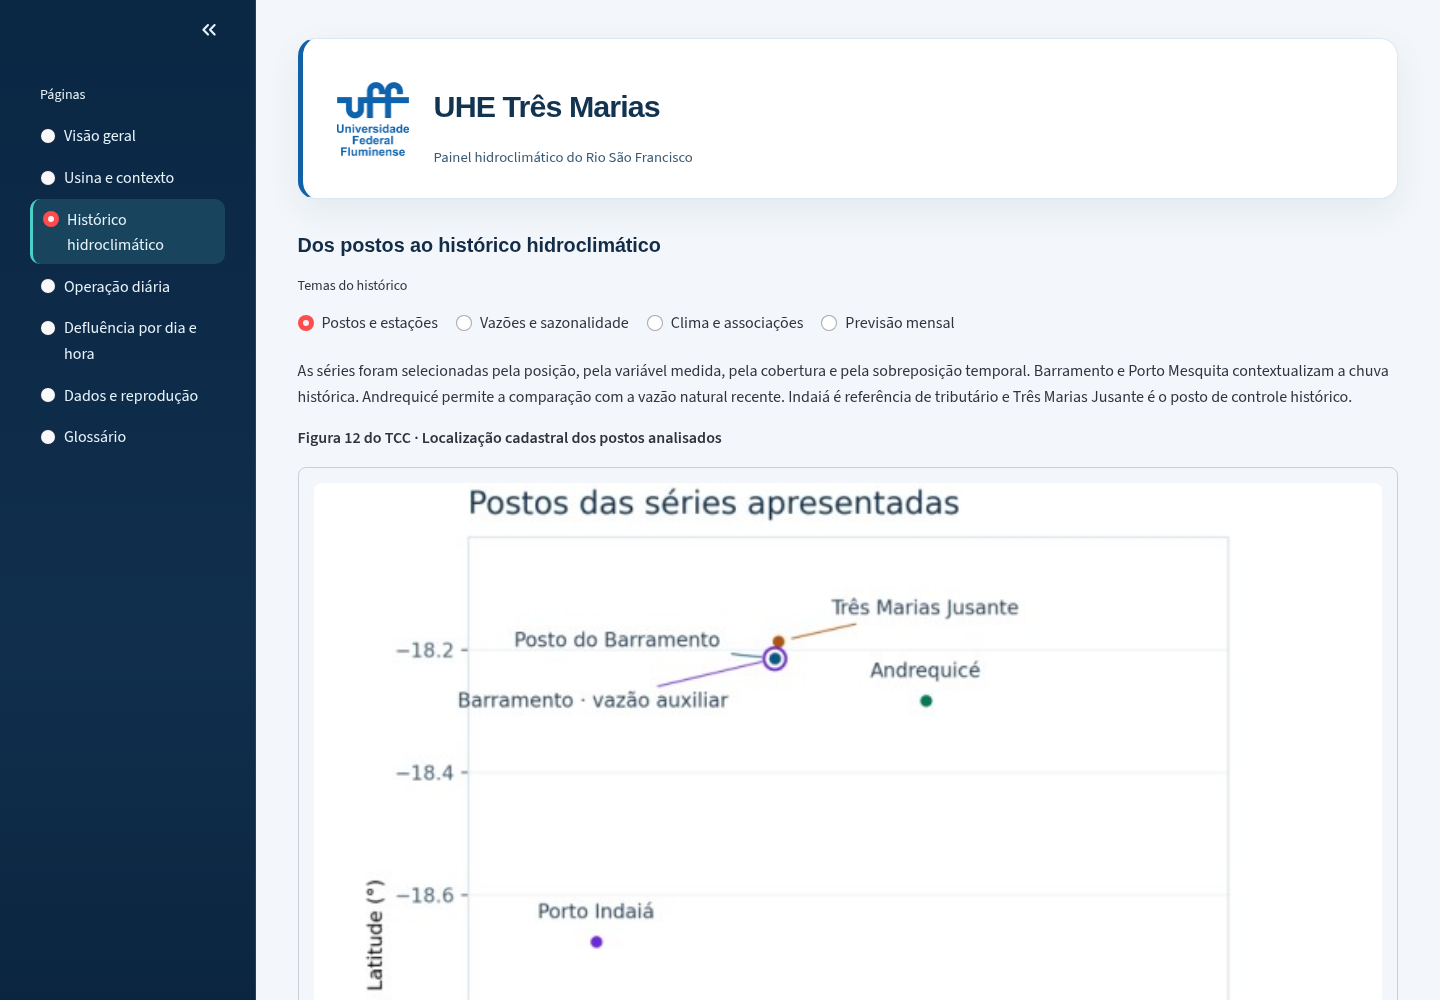 Páginas
Visão geral
Usina e contexto
Histórico
hidroclimático
Operação diária
Defluência por dia e
hora
Dados e reprodução
Glossário
uff
Universidade
Federal
Fluminense
UHE Três Marias
Painel hidroclimático do Rio São Francisco
Dos postos ao histórico hidroclimático
Temas do histórico
Postos e estações
Vazões e sazonalidade
Clima e associações
Previsão mensal
As séries foram selecionadas pela posição, pela variável medida, pela cobertura e pela sobreposição temporal. Barramento e Porto Mesquita contextualizam a chuva
histórica. Andrequicé permite a comparação com a vazão natural recente. Indaiá é referência de tributário e Três Marias Jusante é o posto de controle histórico.
Figura 12 do TCC · Localização cadastral dos postos analisados
Postos das séries apresentadas
Três Marias Jusante
Posto do Barramento
−18.2
Andrequicé
Barramento · vazão auxiliar
−18.4
−18.6
Porto Indaiá
Latitude (°)